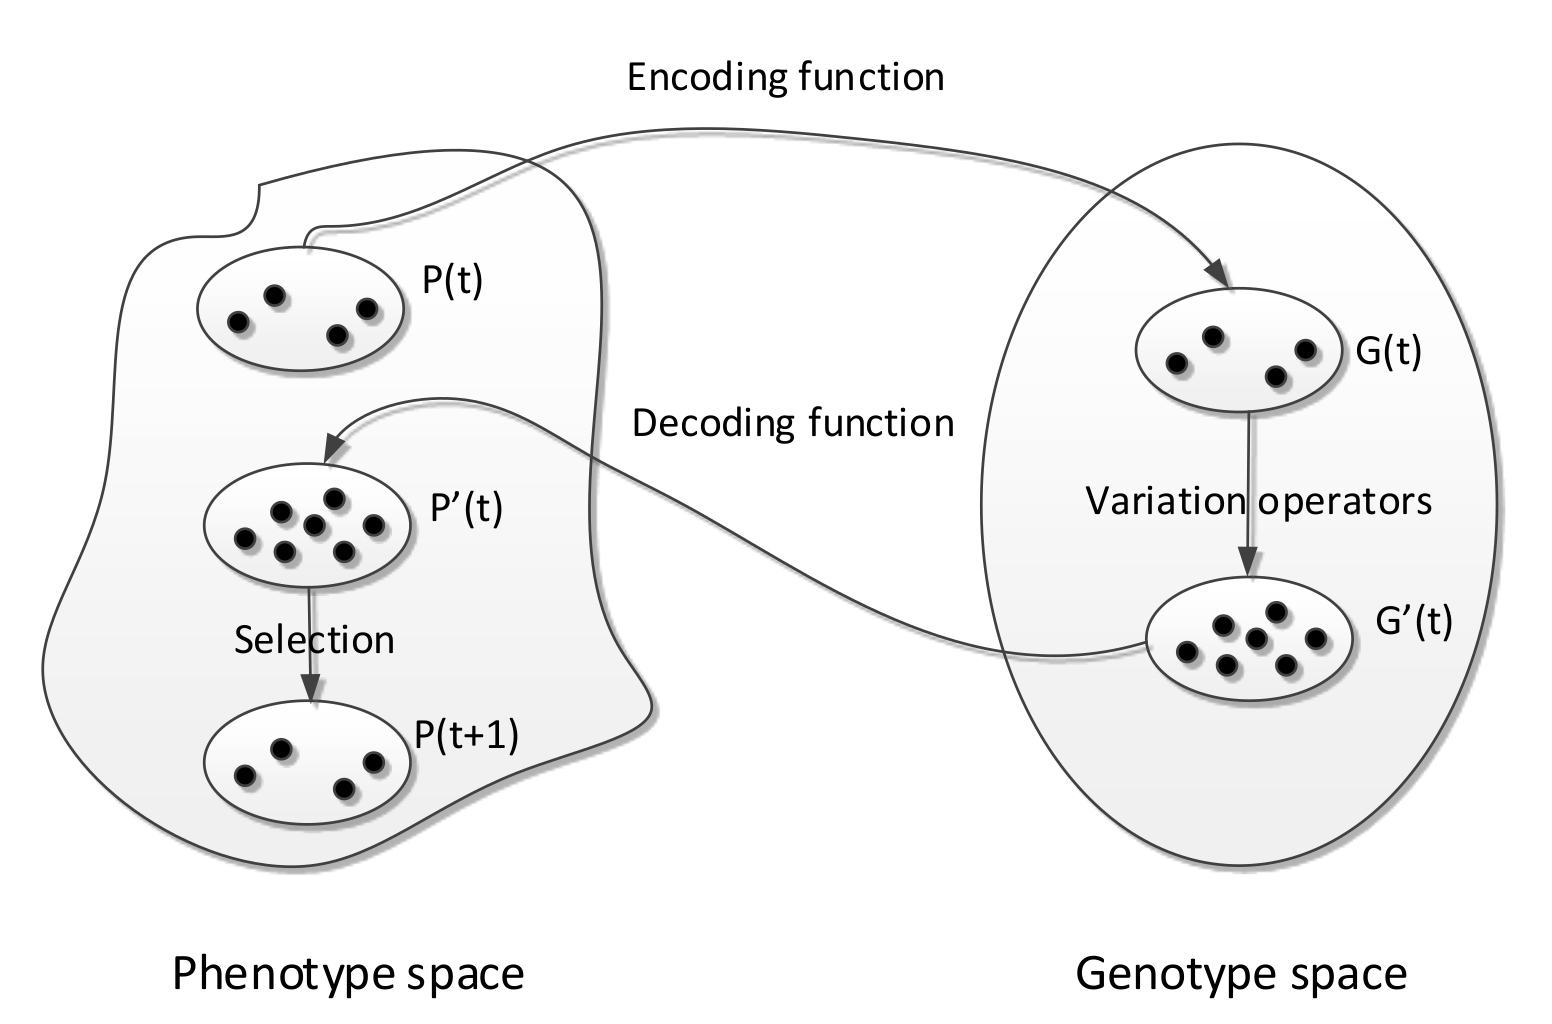 Encoding function
P(t)
G(t)
Decoding function
P’(t)
Variation operators
Selection
G’(t)
P(t+1)
Phenotype space
Genotype space